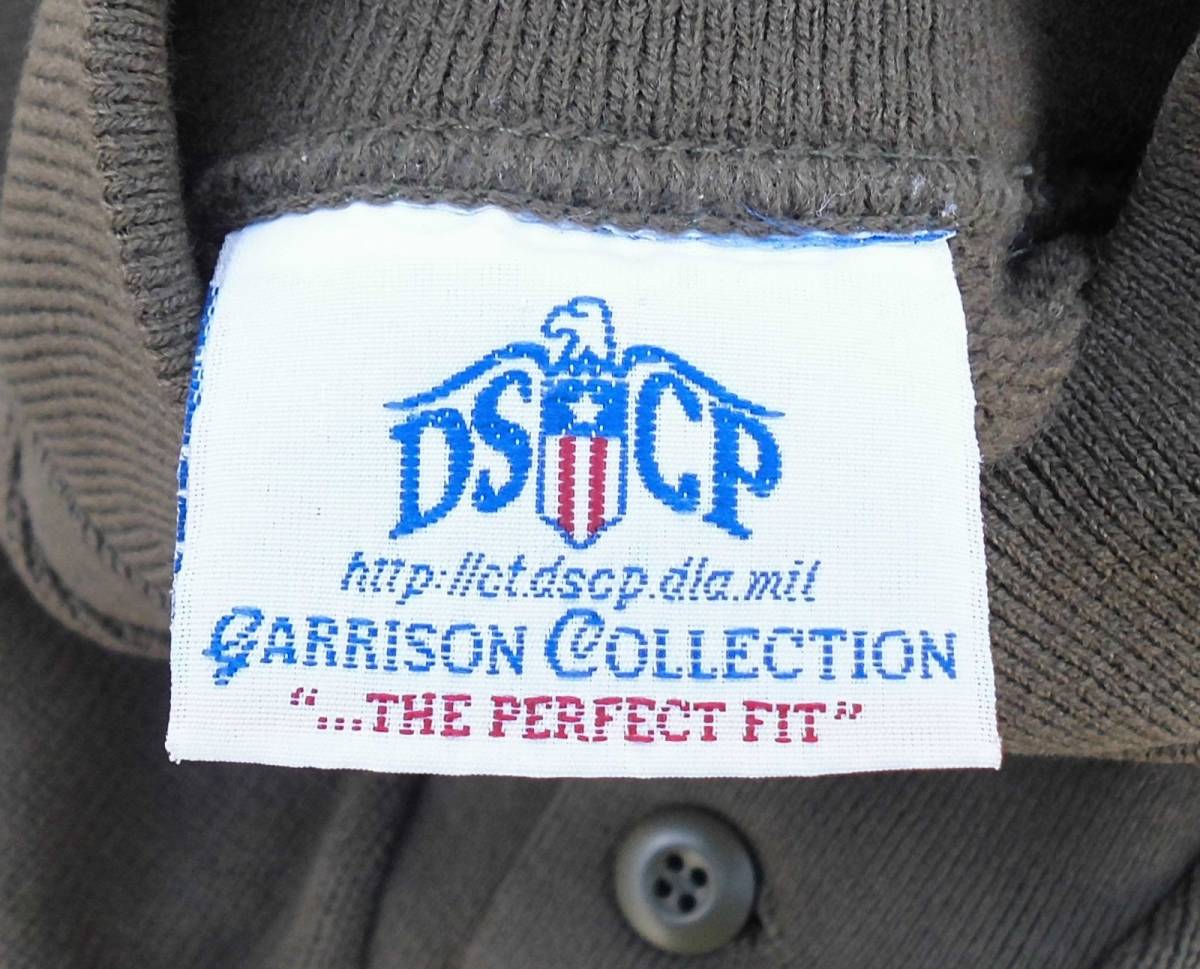 DSCP
http://ct.dscp.dla.mil
GARRISON COLLECTION
"...THE PERFECT FIT"